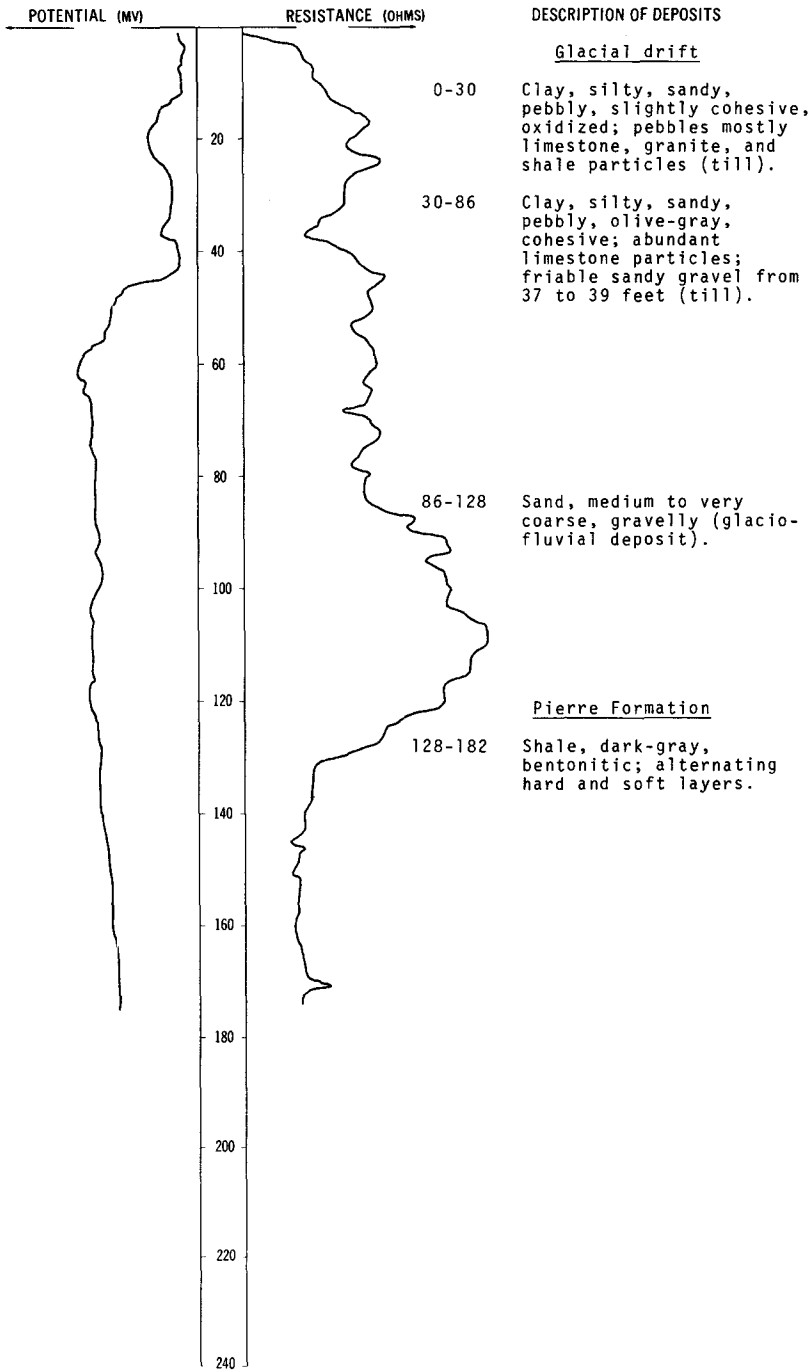 POTENTIAL (MV)
RESISTANCE (OHMS)
DESCRIPTION OF DEPOSITS
Glacial drift
0-30 Clay, silty, sandy,
pebbly, slightly cohesive,
oxidized; pebbles mostly
limestone, granite, and
shale particles (till).
30-86 Clay, silty, sandy,
pebbly, olive-gray,
cohesive; abundant
limestone particles;
friable sandy gravel from
37 to 39 feet (till).
86-128 Sand, medium to very
coarse, gravelly (glacio-
fluvial deposit).
Pierre Formation
128-182 Shale, dark-gray,
bentonitic; alternating
hard and soft layers.
20
40
60
80
100
120
140
160
180
200
220
240